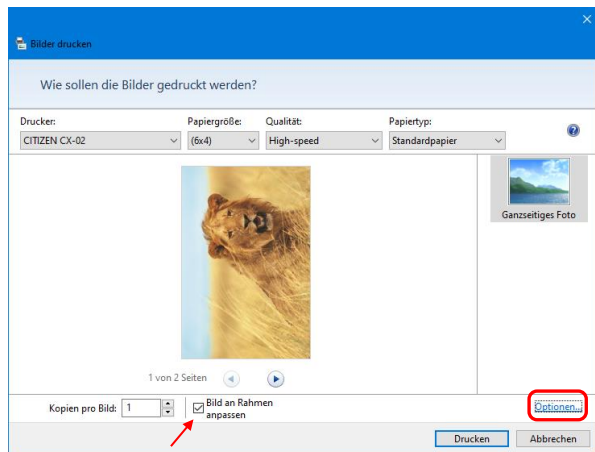 Bilder drucken
Wie sollen die Bilder gedruckt werden?
Drucker: Papiergröße: Qualität: Papiertyp:
CITIZEN CX-02 (6x4) High-speed Standardpapier
Ganzseitiges Foto
1 von 2 Seiten
Kopien pro Bild: 1 Bild an Rahmen
anpassen
Optionen...
Drucken Abbrechen